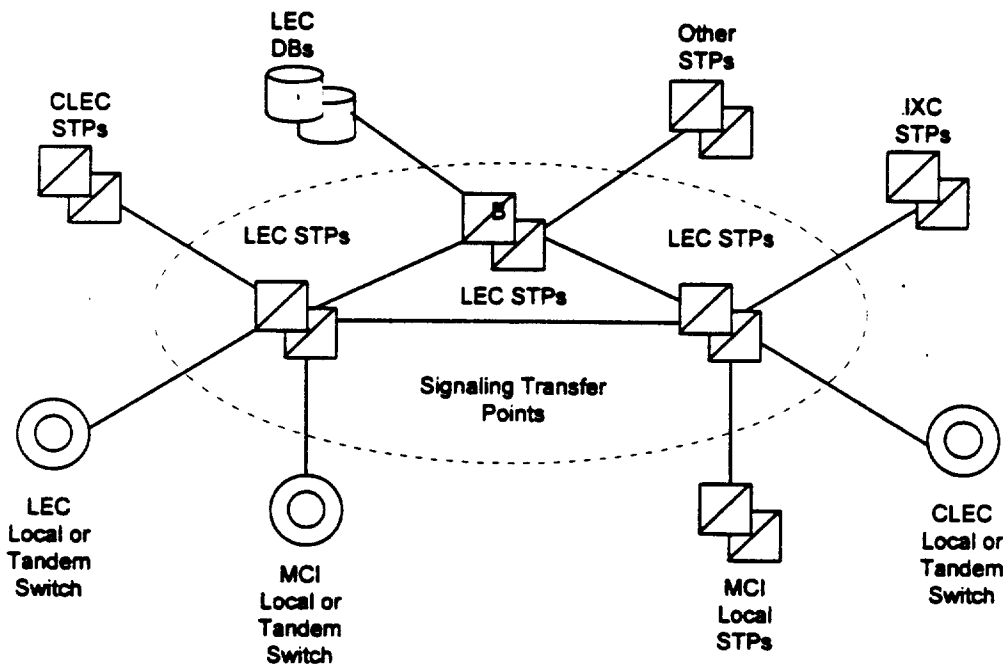 LEC
DBs
Other
STPs
CLEC
STPs
IXC
STPs
B
LEC STPs
LEC STPs
LEC STPs
Signaling Transfer
Points
LEC
Local or
Tandem
Switch
MCI
Local or
Tandem
Switch
MCI
Local
STPs
CLEC
Local or
Tandem
Switch